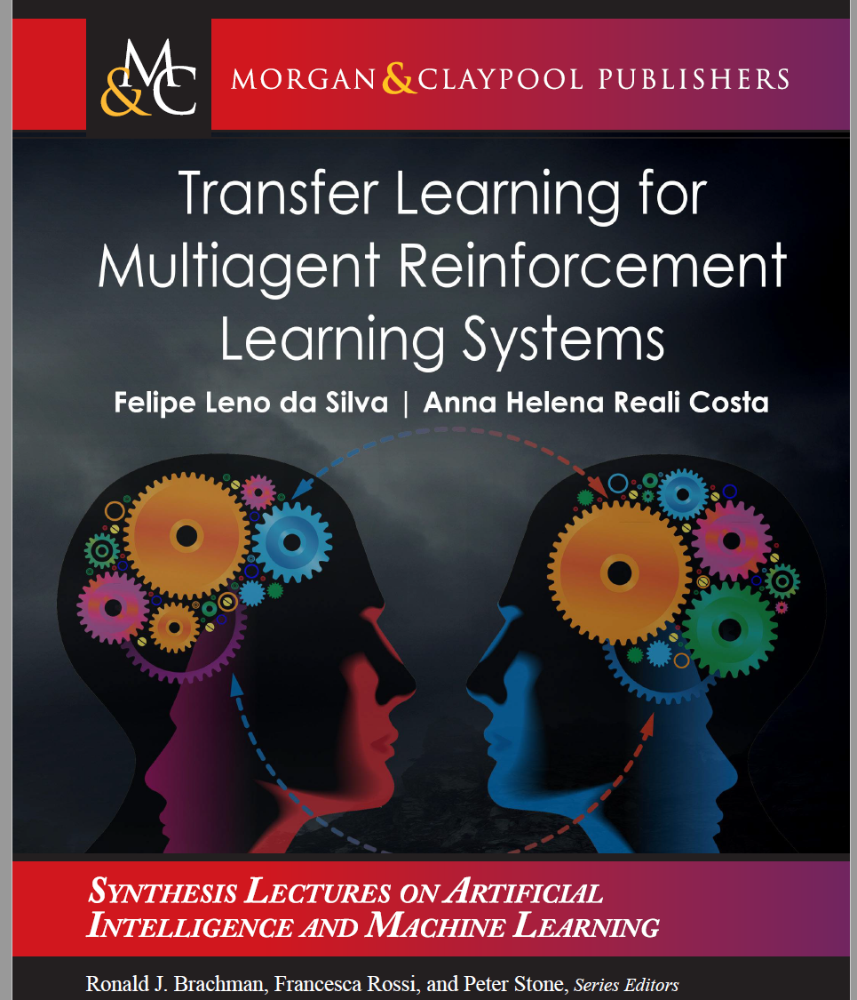 M&C
MORGAN&CLAYPOOL PUBLISHERS
Transfer Learning for
Multiagent Reinforcement
Learning Systems
Felipe Leno da Silva | Anna Helena Reali Costa
SYNTHESIS LECTURES ON ARTIFICIAL
INTELLIGENCE AND MACHINE LEARNING
Ronald J. Brachman, Francesca Rossi, and Peter Stone, Series Editors